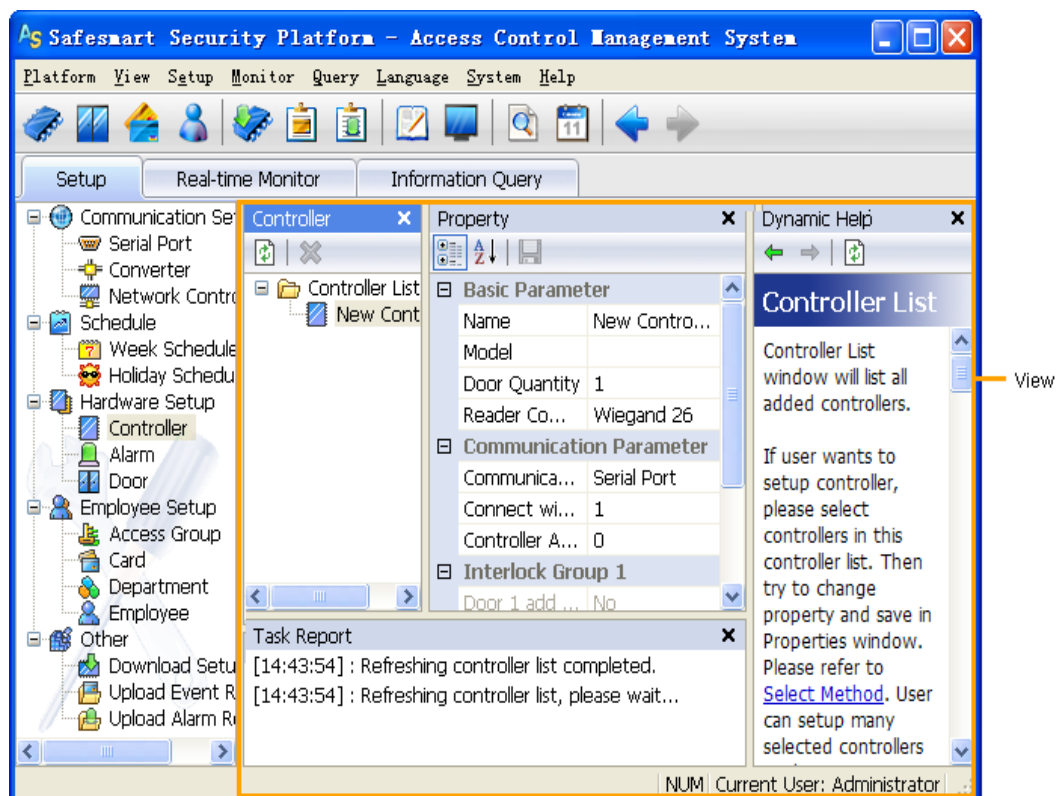 AS Safesmart Security Platform - Access Control Management System
Platform View Setup Monitor Query Language System Help
11
Setup Real-time Monitor Information Query
Communication Set
Serial Port
Converter
Network Contro
Schedule
7 Week Schedule
Holiday Schedu
Hardware Setup
Controller
Alarm
Door
Employee Setup
Access Group
Card
Department
Employee
Other
Download Setu
Upload Event R
Upload Alarm Re
Controller
Controller List
New Cont
Property
A
Z
Basic Parameter
Name New Contro...
Model
Door Quantity 1
Reader Co... Wiegand 26
Communication Parameter
Communica... Serial Port
Connect wi... 1
Controller A... 0
Interlock Group 1
Door 1 add ... No
Dynamic Help
Controller List
Controller List
window will list all
added controllers.
If user wants to
setup controller,
please select
controllers in this
controller list. Then
try to change
property and save in
Properties window.
Please refer to
Select Method. User
can setup many
selected controllers
Task Report
[14:43:54] : Refreshing controller list completed.
[14:43:54] : Refreshing controller list, please wait...
NUM Current User: Administrator
View